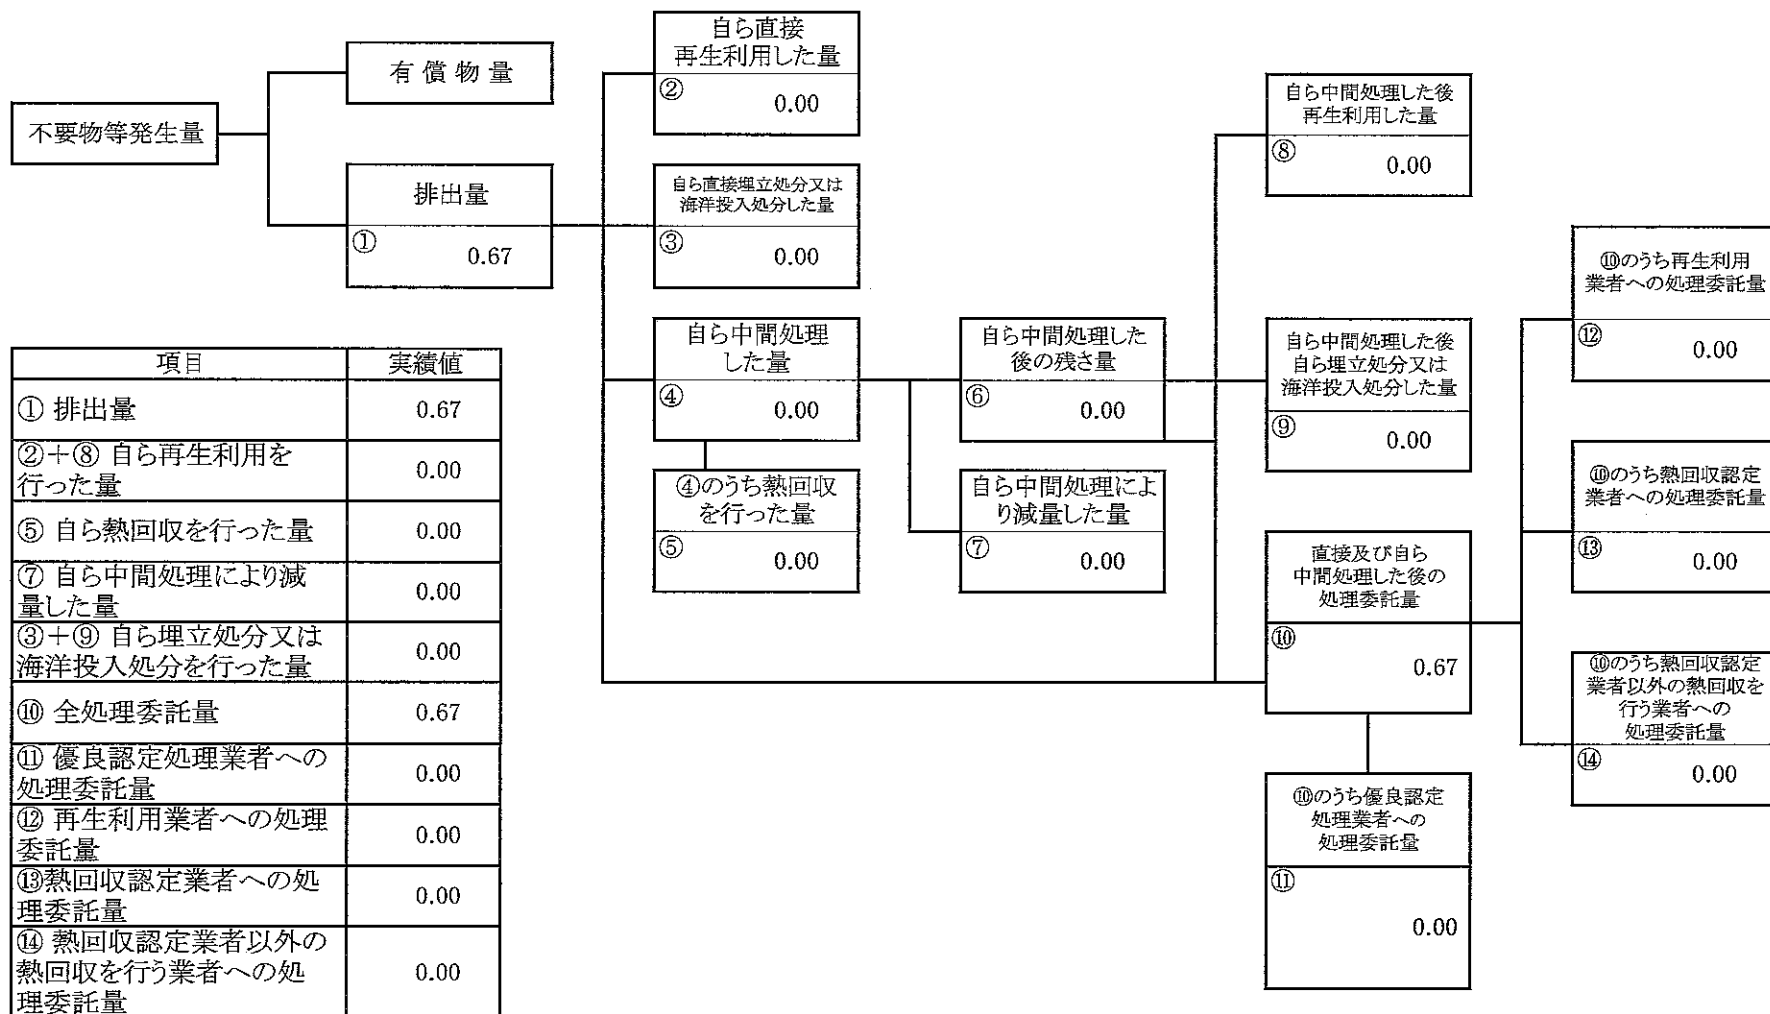 不要物等発生量
有償物量
排出量
① 0.67
自ら直接
再生利用した量
② 0.00
自ら直接埋立処分又は
海洋投入処分した量
③ 0.00
自ら中間処理
した量
④ 0.00
④のうち熱回収
を行った量
⑤ 0.00
自ら中間処理した
後の残さ量
⑥ 0.00
自ら中間処理によ
り減量した量
⑦ 0.00
自ら中間処理した後
再生利用した量
⑧ 0.00
自ら中間処理した後
自ら埋立処分又は
海洋投入処分した量
⑨ 0.00
直接及び自ら
中間処理した後の
処理委託量
⑩ 0.67
⑩のうち優良認定
処理業者への
処理委託量
⑪ 0.00
⑩のうち再生利用
業者への処理委託量
⑫ 0.00
⑩のうち熱回収認定
業者への処理委託量
⑬ 0.00
⑩のうち熱回収認定
業者以外の熱回収を
行う業者への
処理委託量
⑭ 0.00
項目 実績値
① 排出量 0.67
②+⑧ 自ら再生利用を
行った量 0.00
⑤ 自ら熱回収を行った量 0.00
⑦ 自ら中間処理により減
量した量 0.00
③+⑨ 自ら埋立処分又は
海洋投入処分を行った量 0.00
⑩ 全処理委託量 0.67
⑪ 優良認定処理業者への
処理委託量 0.00
⑫ 再生利用業者への処理
委託量 0.00
⑬熱回収認定業者への処
理委託量 0.00
⑭ 熱回収認定業者以外の
熱回収を行う業者への処
理委託量 0.00